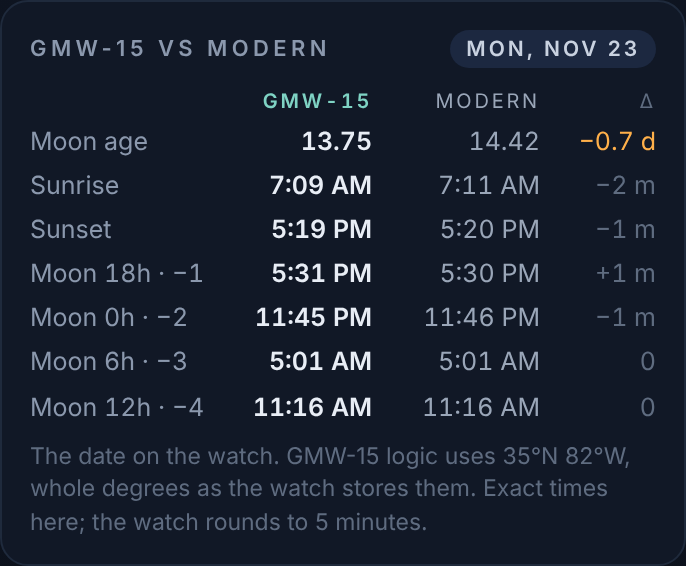 GMW-15 VS MODERN MON, NOV 23
GMW-15 MODERN Δ
Moon age 13.75 14.42 −0.7 d
Sunrise 7:09 AM 7:11 AM −2 m
Sunset 5:19 PM 5:20 PM −1 m
Moon 18h · −1 5:31 PM 5:30 PM +1 m
Moon 0h · −2 11:45 PM 11:46 PM −1 m
Moon 6h · −3 5:01 AM 5:01 AM 0
Moon 12h · −4 11:16 AM 11:16 AM 0
The date on the watch. GMW-15 logic uses 35°N 82°W,
whole degrees as the watch stores them. Exact times
here; the watch rounds to 5 minutes.